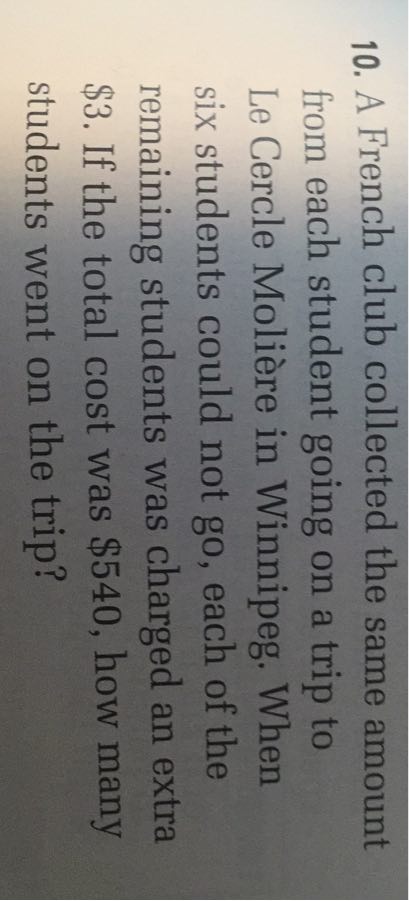 10. A French club collected the same amount
from each student going on a trip to
Le Cercle Molière in Winnipeg. When
six students could not go, each of the
remaining students was charged an extra
$3. If the total cost was $540, how many
students went on the trip?